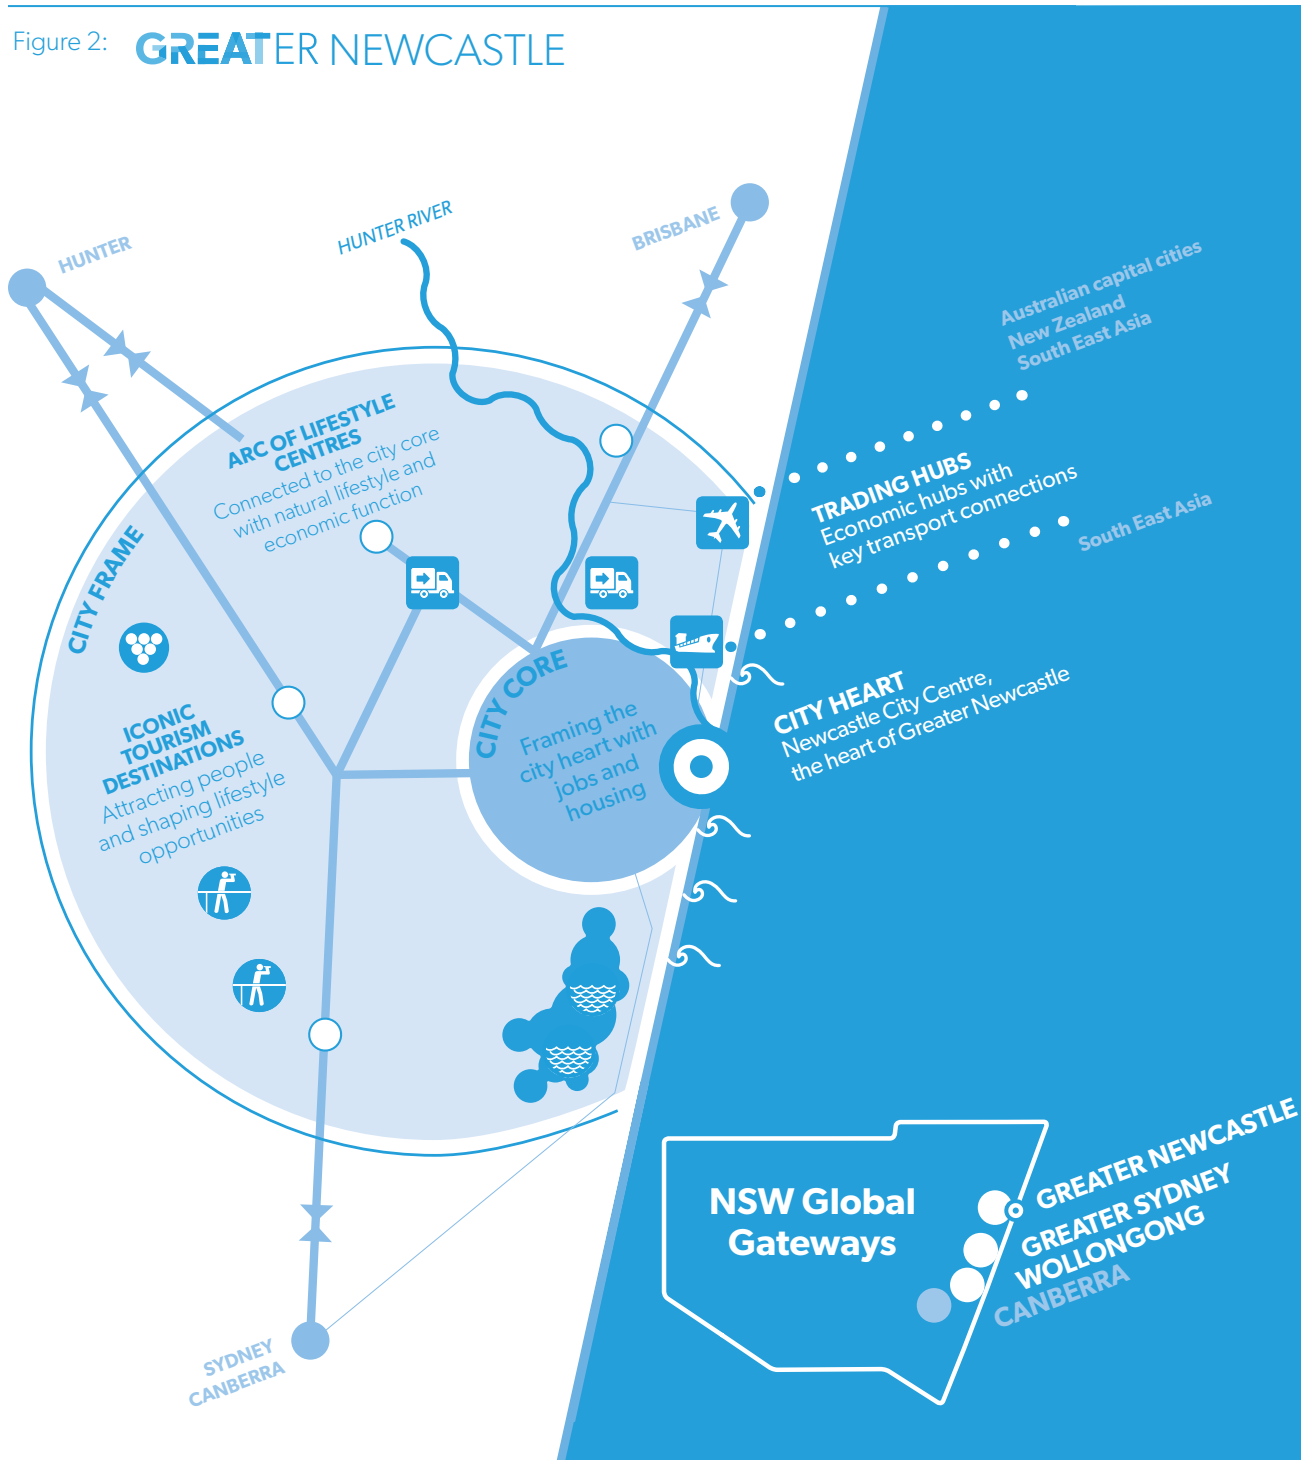 Figure 2:
GREATER NEWCASTLE
HUNTER
HUNTER RIVER
BRISBANE
Australian capital cities
New Zealand
South East Asia
ARC OF LIFESTYLE
CENTRES
Connected to the city core
with natural lifestyle and
economic function
TRADING HUBS
Economic hubs with
key transport connections
South East Asia
CITY FRAME
CITY CORE
Framing the
city heart with
jobs and
housing
CITY HEART
Newcastle City Centre,
the heart of Greater Newcastle
ICONIC
TOURISM
DESTINATIONS
Attracting people
and shaping lifestyle
opportunities
NSW Global
Gateways
GREATER NEWCASTLE
GREATER SYDNEY
WOLLONGONG
CANBERRA
SYDNEY
CANBERRA